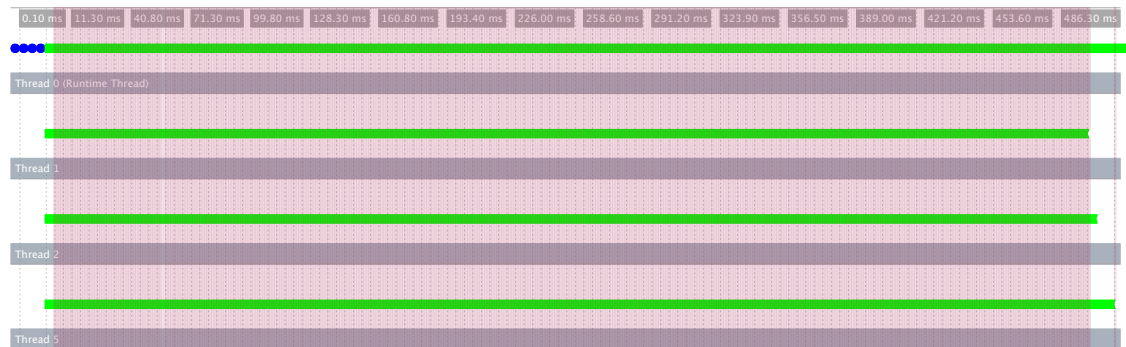 0.10 ms 11.30 ms 40.80 ms 71.30 ms 99.80 ms 128.30 ms 160.80 ms 193.40 ms 226.00 ms 258.60 ms 291.20 ms 323.90 ms 356.50 ms 389.00 ms 421.20 ms 453.60 ms 486.30 ms
Thread 0 (Runtime Thread)
Thread 1
Thread 2
Thread 5